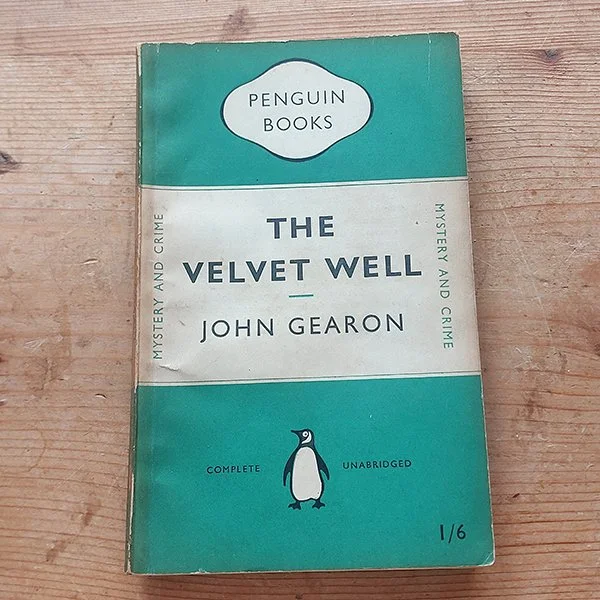 PENGUIN
BOOKS
MYSTERY AND CRIME
THE
VELVET WELL
JOHN GEARON
MYSTERY AND CRIME
COMPLETE UNABRIDGED
1/6